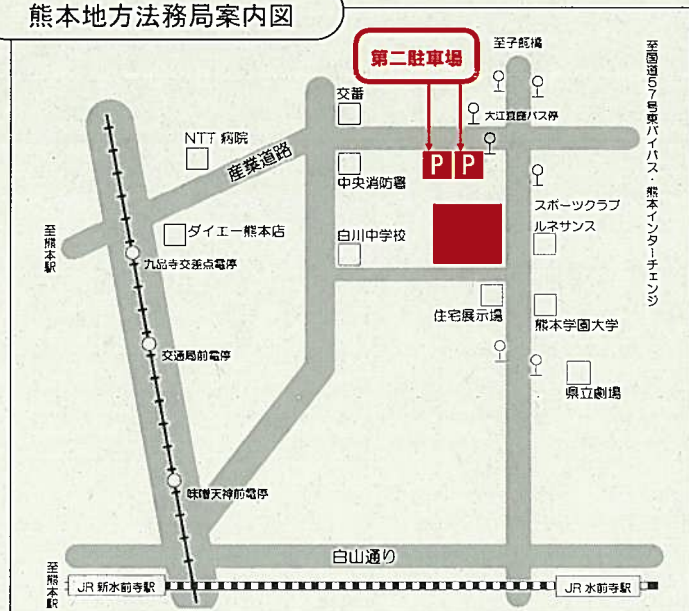 熊本地方法務局案内図
第二駐車場
至子飼橋
交番
大江渡鹿バス停
NTT 病院
産業道路
P P
中央消防署
スポーツクラブ
ルネサンス
至国道57号東バイパス・熊本インターチェンジ
至熊本駅
ダイエー熊本店
白川中学校
九品寺交差点電停
住宅展示場
熊本学園大学
交通局前電停
県立劇場
味噌天神前電停
白山通り
至熊本駅
JR 新水前寺駅
JR 水前寺駅